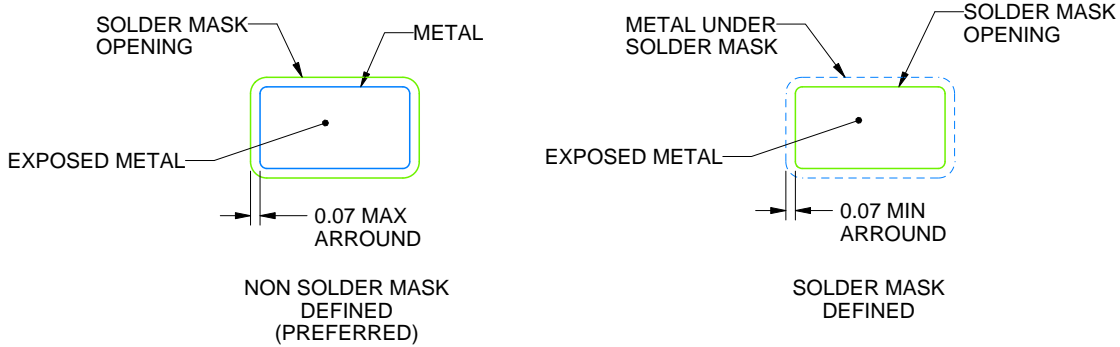 SOLDER MASK
OPENING
METAL
EXPOSED METAL
0.07 MAX
ARROUND
NON SOLDER MASK
DEFINED
(PREFERRED)
METAL UNDER
SOLDER MASK
SOLDER MASK
OPENING
EXPOSED METAL
0.07 MIN
ARROUND
SOLDER MASK
DEFINED